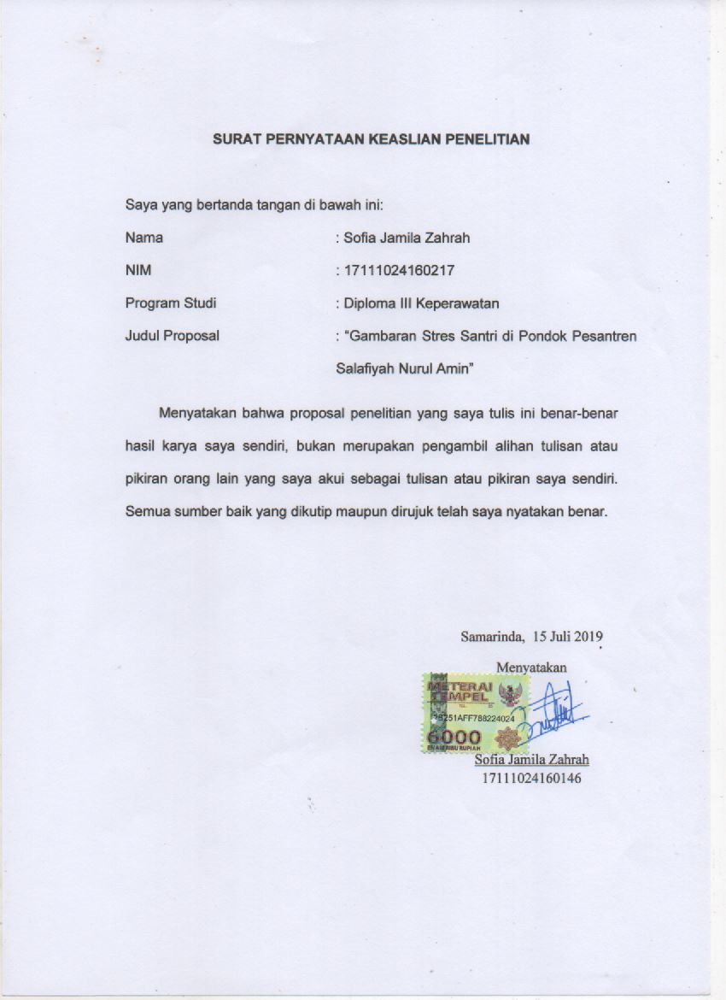 SURAT PERNYATAAN KEASLIAN PENELITIAN
Saya yang bertanda tangan di bawah ini:
Nama : Sofia Jamila Zahrah
NIM : 17111024160217
Program Studi : Diploma III Keperawatan
Judul Proposal : “Gambaran Stres Santri di Pondok Pesantren
Salafiyah Nurul Amin”
Menyatakan bahwa proposal penelitian yang saya tulis ini benar-benar
hasil karya saya sendiri, bukan merupakan pengambil alihan tulisan atau
pikiran orang lain yang saya akui sebagai tulisan atau pikiran saya sendiri.
Semua sumber baik yang dikutip maupun dirujuk telah saya nyatakan benar.
Samarinda, 15 Juli 2019
Menyatakan
METERAI
TEMPEL
6000
ENAM RIBU RUPIAH
Sofia Jamila Zahrah
17111024160146